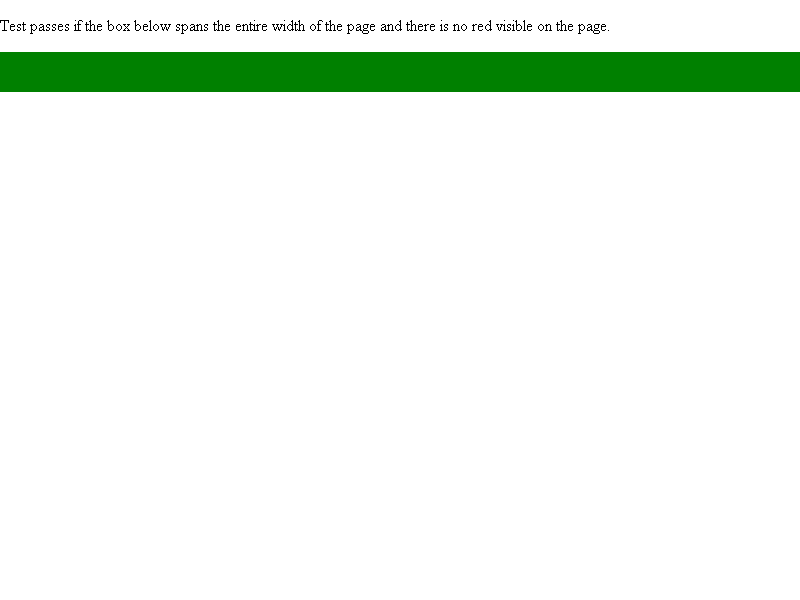 Test passes if the box below spans the entire width of the page and there is no red visible on the page.